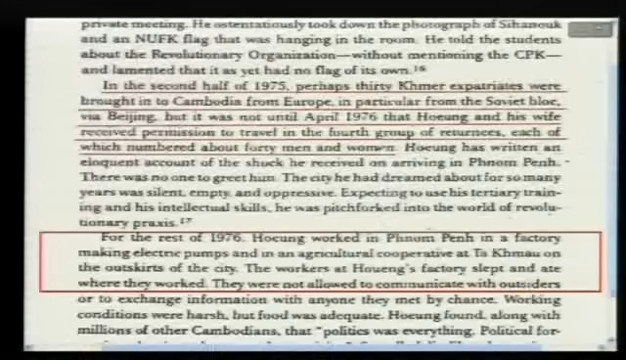 private meeting. He ostentatiously took down the photograph of Sihanouk
and an NUFK flag that was hanging in the room. He told the students
about the Revolutionary Organization—without mentioning the CPK—
and lamented that it as yet had no flag of its own.16
In the second half of 1975, perhaps thirty Khmer expatriates were
brought in to Cambodia from Europe, in particular from the Soviet bloc,
via Beijing, but it was not until April 1976 that Hoeung and his wife
received permission to travel in the fourth group of returnees, each of
which numbered about forty men and women. Hoeung has written an
eloquent account of the shock he received on arriving in Phnom Penh.
There was no one to greet him. The city he had dreamed about for so many
years was silent, empty, and oppressive. Expecting to use his tertiary train-
ing and his intellectual skills, he was pitchforked into the world of revolu-
tionary praxis.17
For the rest of 1976, Hoeung worked in Phnom Penh in a factory
making electric pumps and in an agricultural cooperative at Ta Khmau on
the outskirts of the city. The workers at Houeng's factory slept and ate
where they worked. They were not allowed to communicate with outsiders
or to exchange information with anyone they met by chance. Working
conditions were harsh, but food was adequate. Hoeung found, along with
millions of other Cambodians, that "politics was everything. Political for-